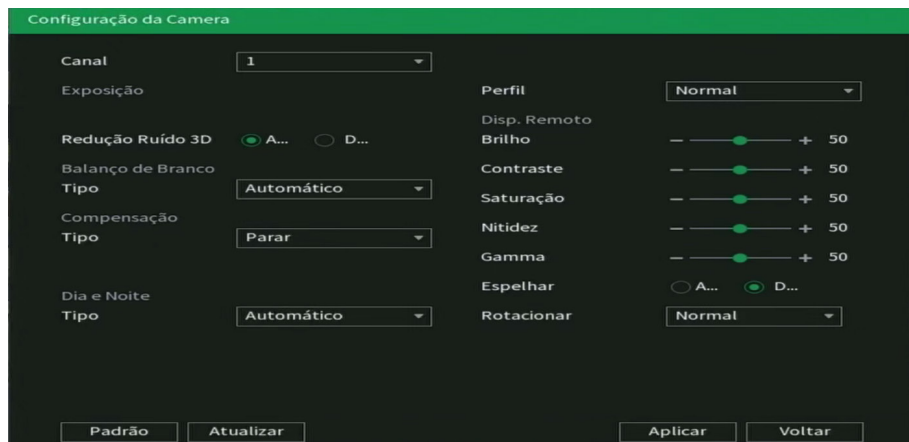 Configuração da Camera
Canal 1
Exposição
Perfil Normal
Disp. Remoto
Redução Ruído 3D A... D...
Brilho - + 50
Balanço de Branco
Contraste - + 50
Tipo Automático
Saturação - + 50
Compensação
Nitidez - + 50
Tipo Parar
Gamma - + 50
Espelhar A... D...
Dia e Noite
Tipo Automático
Rotacionar Normal
Padrão Atualizar Aplicar Voltar